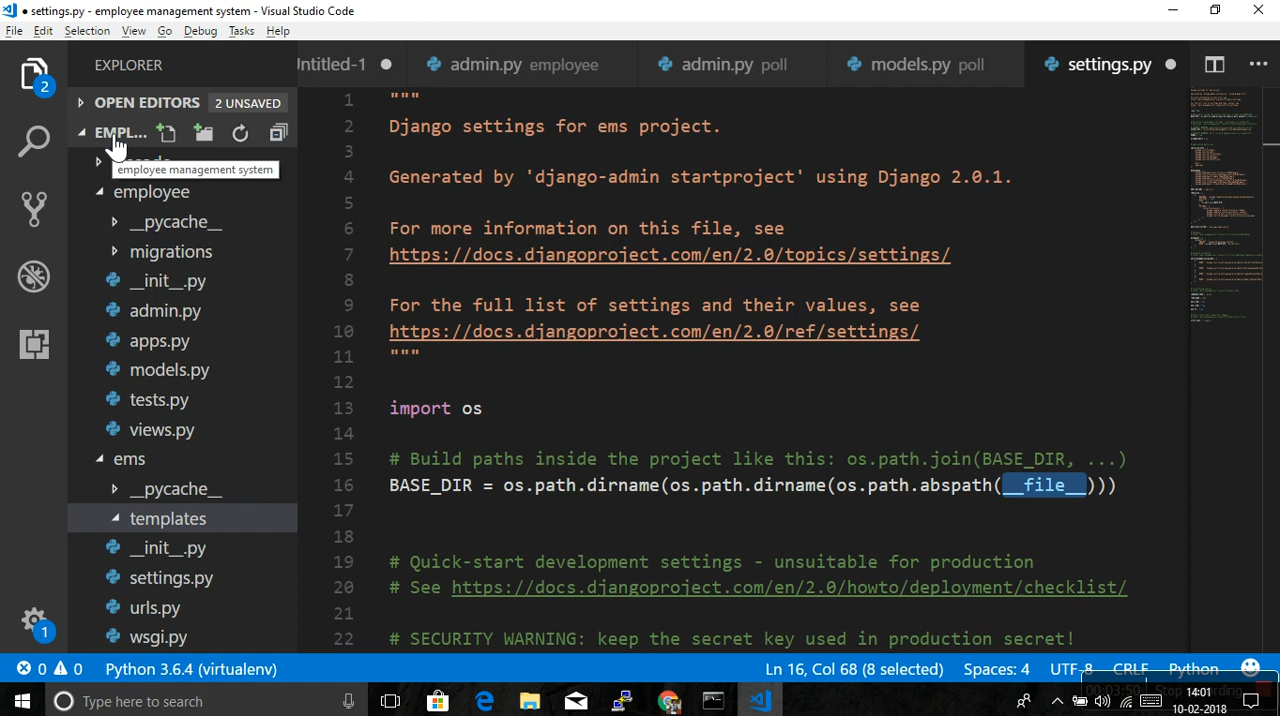 ● settings.py - employee management system - Visual Studio Code
File Edit Selection View Go Debug Tasks Help
EXPLORER
Untitled-1
admin.py employee
admin.py poll
models.py poll
settings.py
2
OPEN EDITORS 2 UNSAVED
EMPL...
employee management system
employee
__pycache__
migrations
__init__.py
admin.py
apps.py
models.py
tests.py
views.py
ems
__pycache__
templates
__init__.py
settings.py
urls.py
wsgi.py
1
1 """
2 Django settings for ems project.
3
4 Generated by 'django-admin startproject' using Django 2.0.1.
5
6 For more information on this file, see
7 https://docs.djangoproject.com/en/2.0/topics/settings/
8
9 For the full list of settings and their values, see
10 https://docs.djangoproject.com/en/2.0/ref/settings/
11 """
12
13 import os
14
15 # Build paths inside the project like this: os.path.join(BASE_DIR, ...)
16 BASE_DIR = os.path.dirname(os.path.dirname(os.path.abspath(__file__)))
17
18
19 # Quick-start development settings - unsuitable for production
20 # See https://docs.djangoproject.com/en/2.0/howto/deployment/checklist/
21
22 # SECURITY WARNING: keep the secret key used in production secret!
0 0 Python 3.6.4 (virtualenv) Ln 16, Col 68 (8 selected) Spaces: 4 UTF-8 CRLF Python
Type here to search
00:03:50 Stop recording
14:01
10-02-2018